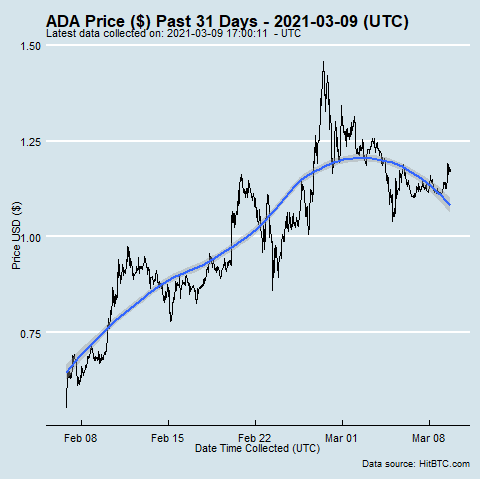 ADA Price ($) Past 31 Days - 2021-03-09 (UTC)
Latest data collected on: 2021-03-09 17:00:11 - UTC
1.50
1.25
1.00
0.75
Price USD ($)
Feb 08 Feb 15 Feb 22 Mar 01 Mar 08
Date Time Collected (UTC)
Data source: HitBTC.com